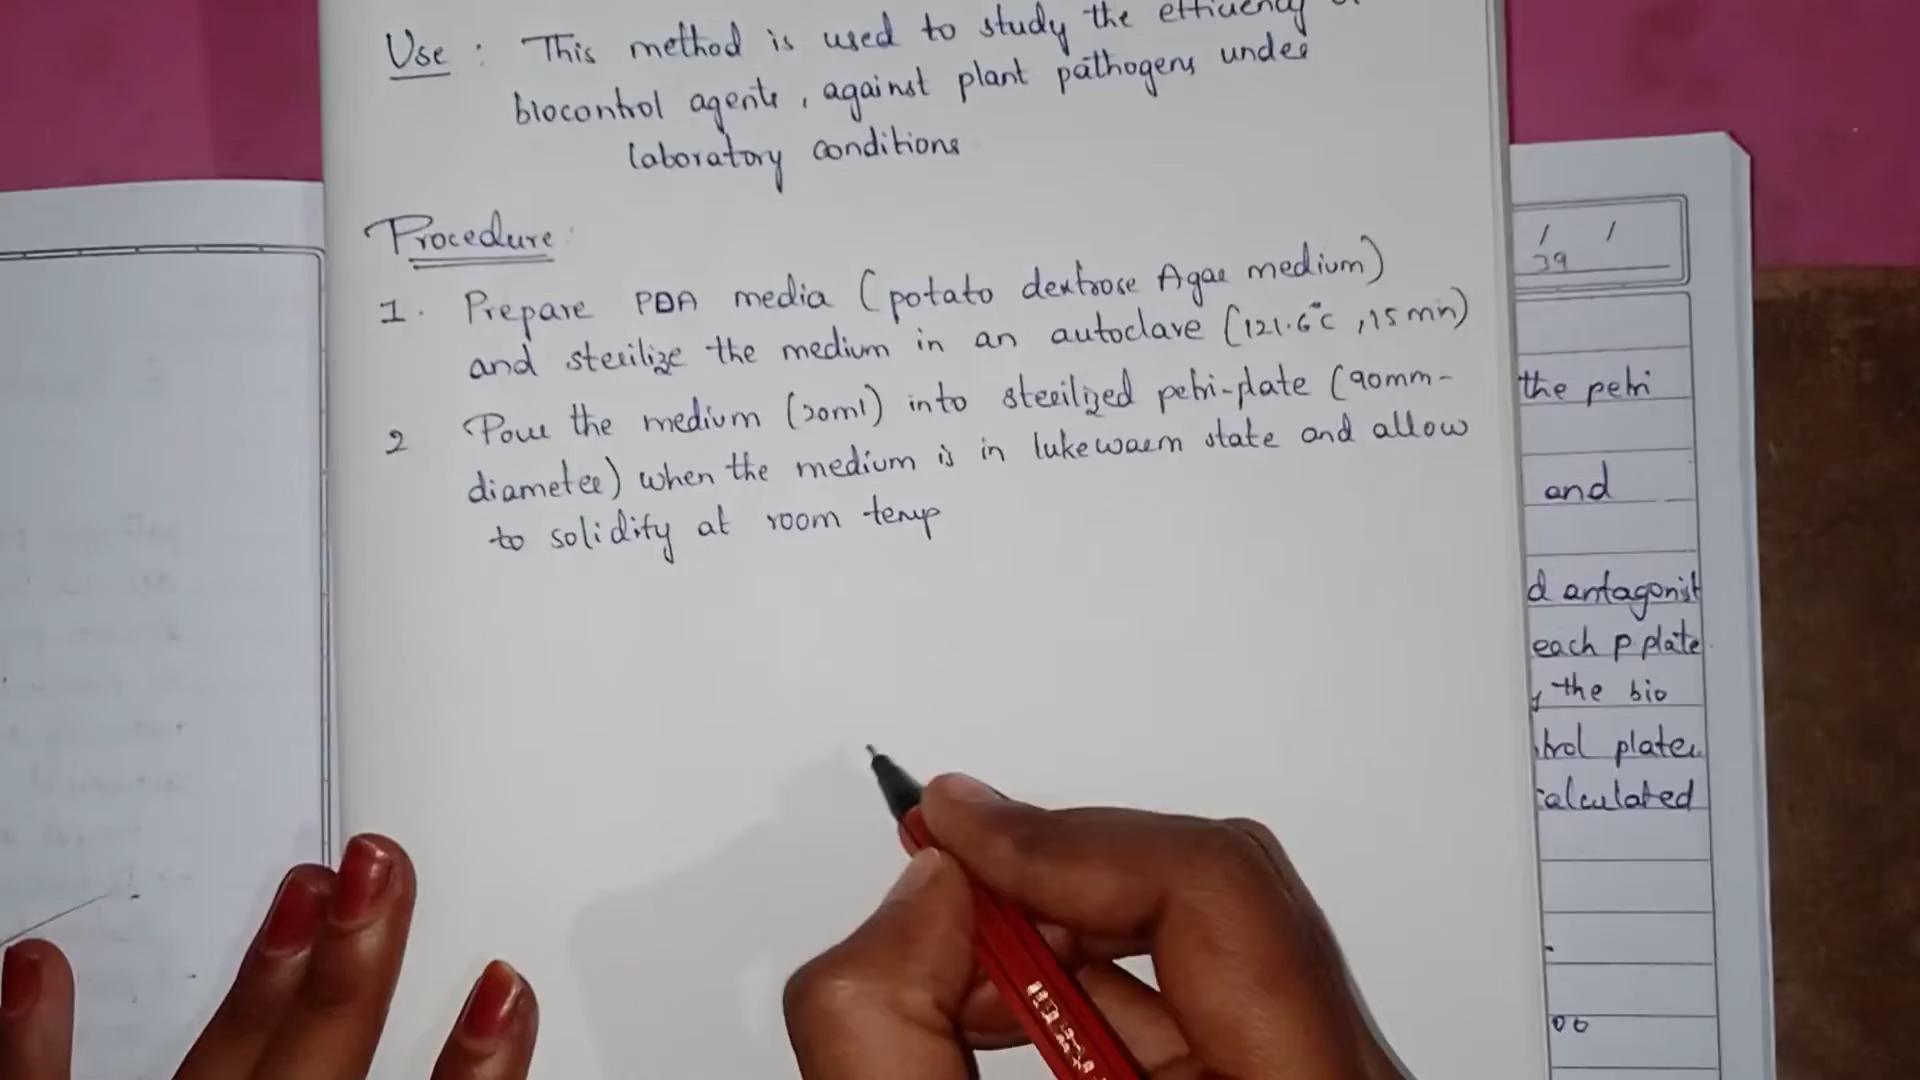 Use : This method is used to study the efficiency
biocontrol agents, against plant pathogens under
laboratory conditions
Procedure:
1. Prepare PDA media (potato dextrose Agar medium)
and sterilize the medium in an autoclave (121.6°c, 15 min)
2 Pour the medium (20ml) into sterilized petri-plate (90mm-
diameter) when the medium is in lukewarm state and allow
to solidify at room temp
/ /
39
the petri
and
d antagonist
each p plate.
the bio
trol plates
calculated
00